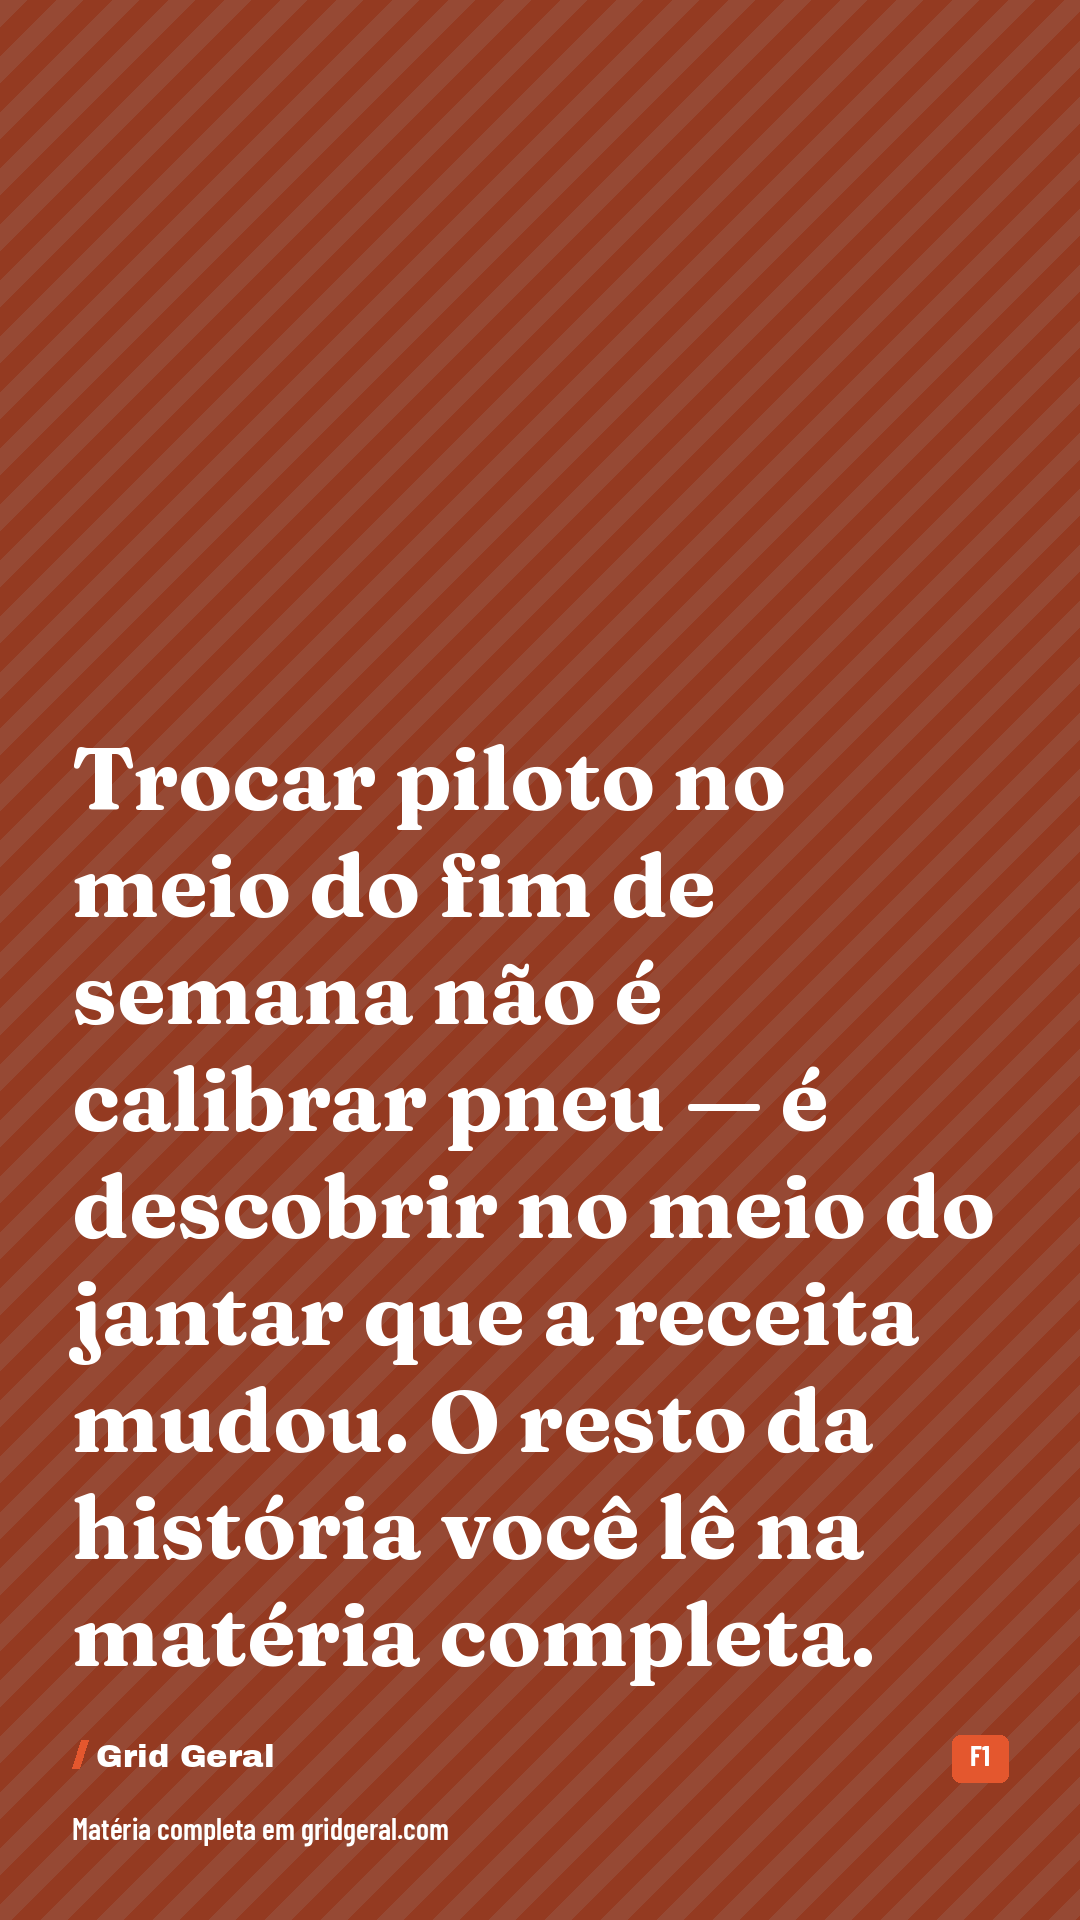 Trocar piloto no
meio do fim de
semana não é
calibrar pneu — é
descobrir no meio do
jantar que a receita
mudou. O resto da
história você lê na
matéria completa.
/ Grid Geral
F1
Matéria completa em gridgeral.com